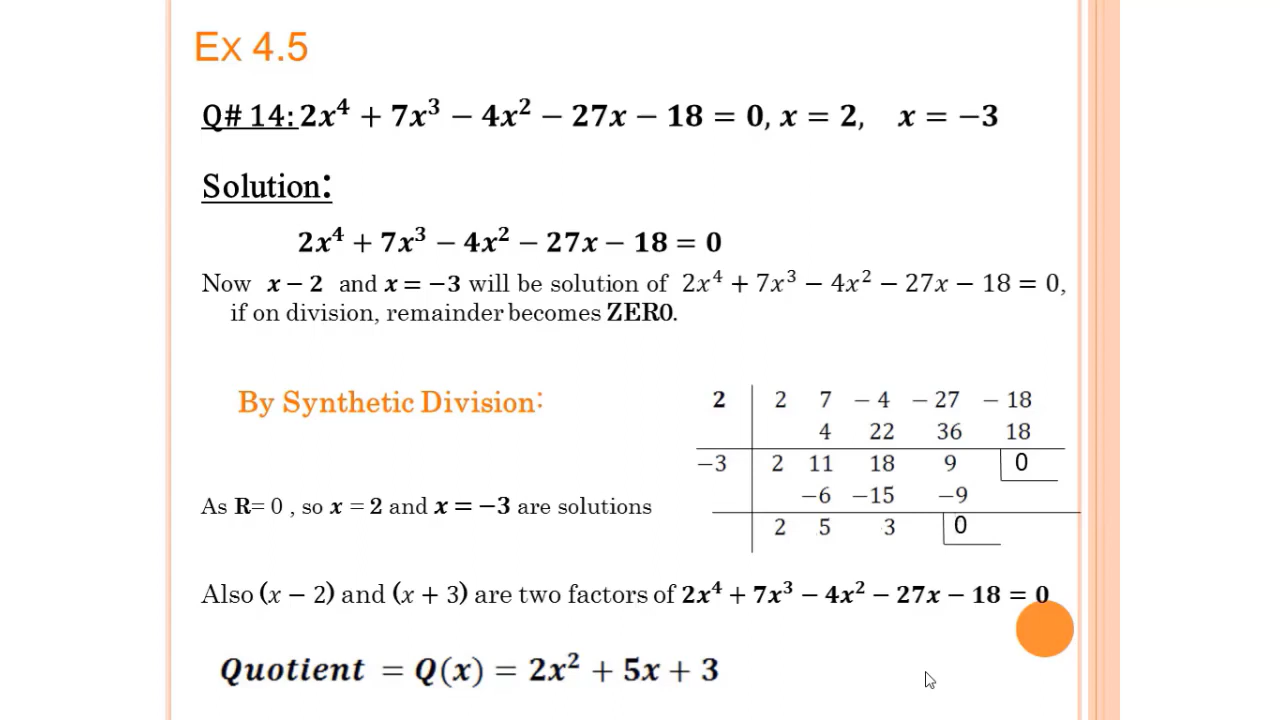 Ex 4.5
Q# 14: 2x⁴ + 7x³ − 4x² − 27x − 18 = 0, x = 2, x = −3
Solution:
2x⁴ + 7x³ − 4x² − 27x − 18 = 0
Now x − 2 and x = −3 will be solution of 2x⁴ + 7x³ − 4x² − 27x − 18 = 0,
if on division, remainder becomes ZER0.
By Synthetic Division:
2 2 7 − 4 − 27 − 18
4 22 36 18
−3 2 11 18 9 0
−6 −15 −9
As R= 0 , so x = 2 and x = −3 are solutions
2 5 3 0
Also (x − 2) and (x + 3) are two factors of 2x⁴ + 7x³ − 4x² − 27x − 18 = 0
Quotient = Q(x) = 2x² + 5x + 3